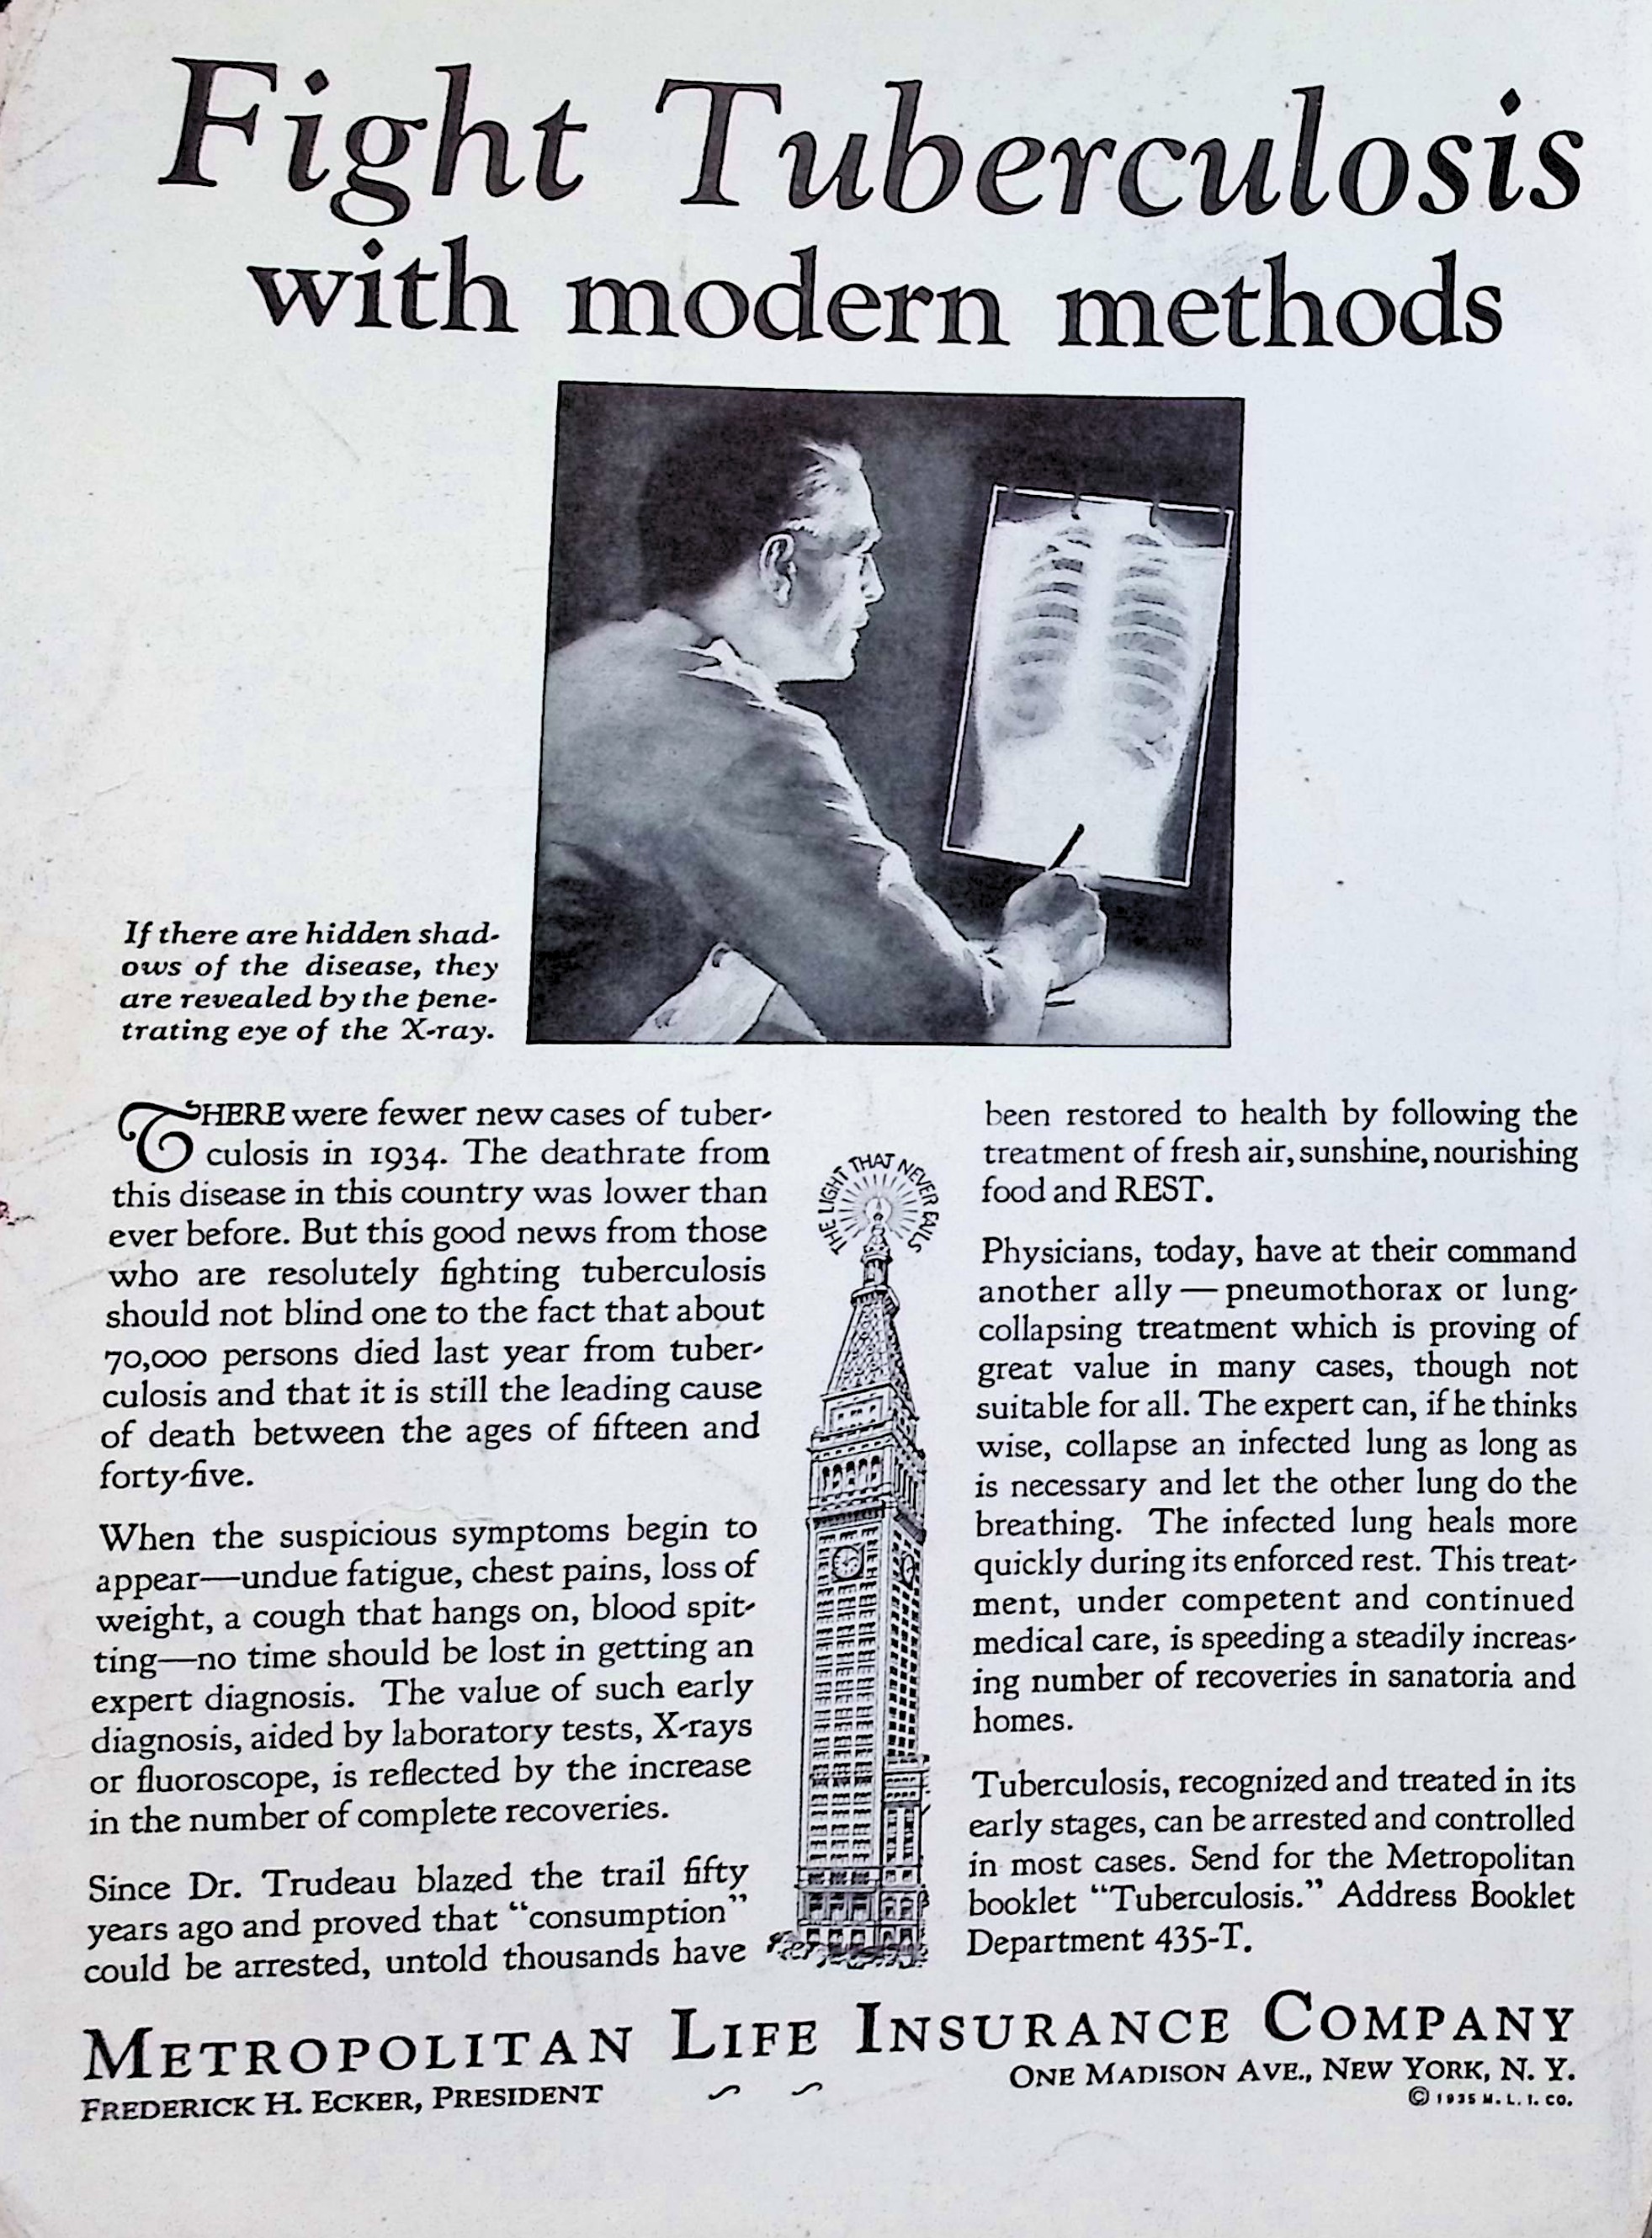 Fight Tuberculosis
with modern methods
If there are hidden shad-
ows of the disease, they
are revealed by the pene-
trating eye of the X-ray.
THERE were fewer new cases of tuber-
culosis in 1934. The deathrate from
this disease in this country was lower than
ever before. But this good news from those
who are resolutely fighting tuberculosis
should not blind one to the fact that about
70,000 persons died last year from tuber-
culosis and that it is still the leading cause
of death between the ages of fifteen and
forty-five.
When the suspicious symptoms begin to
appear—undue fatigue, chest pains, loss of
weight, a cough that hangs on, blood spit-
ting—no time should be lost in getting an
expert diagnosis. The value of such early
diagnosis, aided by laboratory tests, X-rays
or fluoroscope, is reflected by the increase
in the number of complete recoveries.
Since Dr. Trudeau blazed the trail fifty
years ago and proved that "consumption"
could be arrested, untold thousands have
THE LIGHT THAT NEVER FAILS
been restored to health by following the
treatment of fresh air, sunshine, nourishing
food and REST.
Physicians, today, have at their command
another ally — pneumothorax or lung-
collapsing treatment which is proving of
great value in many cases, though not
suitable for all. The expert can, if he thinks
wise, collapse an infected lung as long as
is necessary and let the other lung do the
breathing. The infected lung heals more
quickly during its enforced rest. This treat-
ment, under competent and continued
medical care, is speeding a steadily increas-
ing number of recoveries in sanatoria and
homes.
Tuberculosis, recognized and treated in its
early stages, can be arrested and controlled
in most cases. Send for the Metropolitan
booklet "Tuberculosis." Address Booklet
Department 435-T.
METROPOLITAN LIFE INSURANCE COMPANY
FREDERICK H. ECKER, PRESIDENT
ONE MADISON AVE., NEW YORK, N. Y.
© 1935 M. L. I. CO.